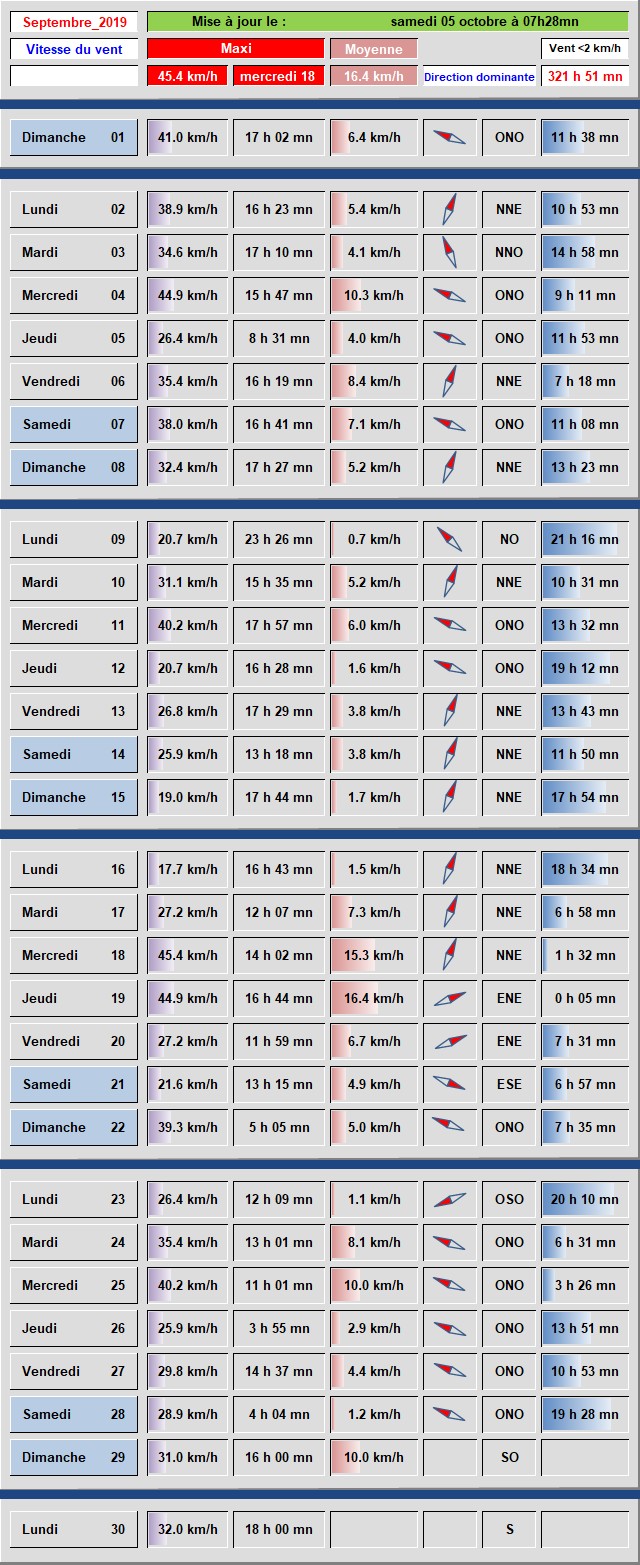 Septembre_2019 Mise à jour le : samedi 05 octobre à 07h28mn
Vitesse du vent Maxi Moyenne Vent <2 km/h
45.4 km/h mercredi 18 16.4 km/h Direction dominante 321 h 51 mn
Dimanche 01 41.0 km/h 17 h 02 mn 6.4 km/h ONO 11 h 38 mn
Lundi 02 38.9 km/h 16 h 23 mn 5.4 km/h NNE 10 h 53 mn
Mardi 03 34.6 km/h 17 h 10 mn 4.1 km/h NNO 14 h 58 mn
Mercredi 04 44.9 km/h 15 h 47 mn 10.3 km/h ONO 9 h 11 mn
Jeudi 05 26.4 km/h 8 h 31 mn 4.0 km/h ONO 11 h 53 mn
Vendredi 06 35.4 km/h 16 h 19 mn 8.4 km/h NNE 7 h 18 mn
Samedi 07 38.0 km/h 16 h 41 mn 7.1 km/h ONO 11 h 08 mn
Dimanche 08 32.4 km/h 17 h 27 mn 5.2 km/h NNE 13 h 23 mn
Lundi 09 20.7 km/h 23 h 26 mn 0.7 km/h NO 21 h 16 mn
Mardi 10 31.1 km/h 15 h 35 mn 5.2 km/h NNE 10 h 31 mn
Mercredi 11 40.2 km/h 17 h 57 mn 6.0 km/h ONO 13 h 32 mn
Jeudi 12 20.7 km/h 16 h 28 mn 1.6 km/h ONO 19 h 12 mn
Vendredi 13 26.8 km/h 17 h 29 mn 3.8 km/h NNE 13 h 43 mn
Samedi 14 25.9 km/h 13 h 18 mn 3.8 km/h NNE 11 h 50 mn
Dimanche 15 19.0 km/h 17 h 44 mn 1.7 km/h NNE 17 h 54 mn
Lundi 16 17.7 km/h 16 h 43 mn 1.5 km/h NNE 18 h 34 mn
Mardi 17 27.2 km/h 12 h 07 mn 7.3 km/h NNE 6 h 58 mn
Mercredi 18 45.4 km/h 14 h 02 mn 15.3 km/h NNE 1 h 32 mn
Jeudi 19 44.9 km/h 16 h 44 mn 16.4 km/h ENE 0 h 05 mn
Vendredi 20 27.2 km/h 11 h 59 mn 6.7 km/h ENE 7 h 31 mn
Samedi 21 21.6 km/h 13 h 15 mn 4.9 km/h ESE 6 h 57 mn
Dimanche 22 39.3 km/h 5 h 05 mn 5.0 km/h ONO 7 h 35 mn
Lundi 23 26.4 km/h 12 h 09 mn 1.1 km/h OSO 20 h 10 mn
Mardi 24 35.4 km/h 13 h 01 mn 8.1 km/h ONO 6 h 31 mn
Mercredi 25 40.2 km/h 11 h 01 mn 10.0 km/h ONO 3 h 26 mn
Jeudi 26 25.9 km/h 3 h 55 mn 2.9 km/h ONO 13 h 51 mn
Vendredi 27 29.8 km/h 14 h 37 mn 4.4 km/h ONO 10 h 53 mn
Samedi 28 28.9 km/h 4 h 04 mn 1.2 km/h ONO 19 h 28 mn
Dimanche 29 31.0 km/h 16 h 00 mn 10.0 km/h SO
Lundi 30 32.0 km/h 18 h 00 mn S